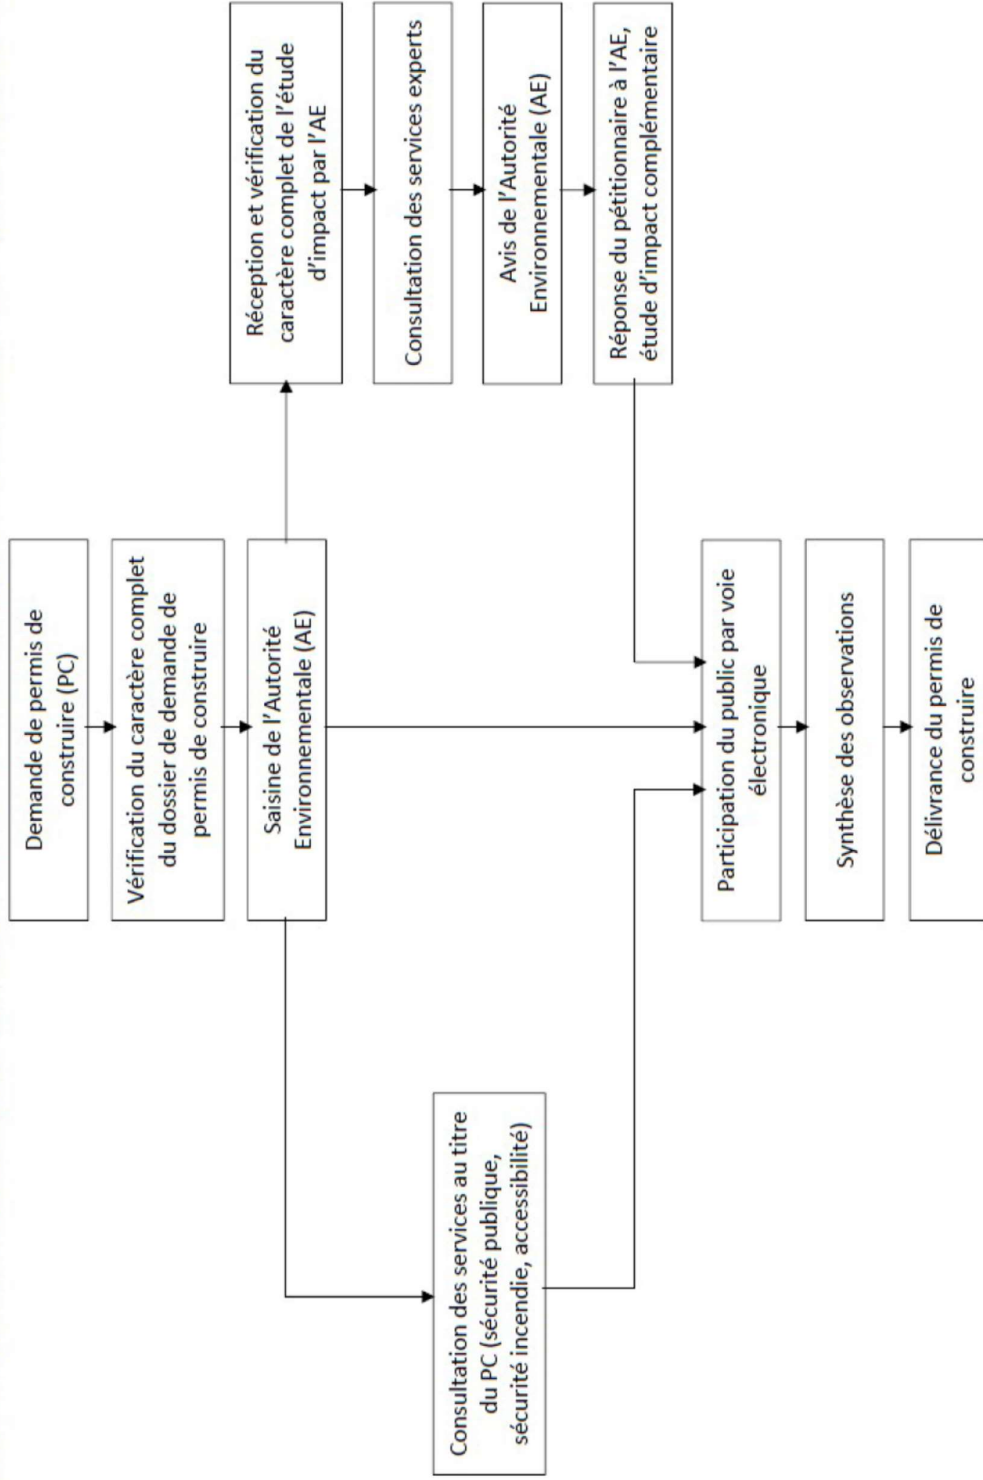 Demande de permis de
construire (PC)
Vérification du caractère complet
du dossier de demande de
permis de construire
Saisine de l'Autorité
Environnementale (AE)
Réception et vérification du
caractère complet de l'étude
d'impact par l'AE
Consultation des services experts
Avis de l'Autorité
Environnementale (AE)
Réponse du pétitionnaire à l'AE,
étude d'impact complémentaire
Consultation des services au titre
du PC (sécurité publique,
sécurité incendie, accessibilité)
Participation du public par voie
électronique
Synthèse des observations
Délivrance du permis de
construire